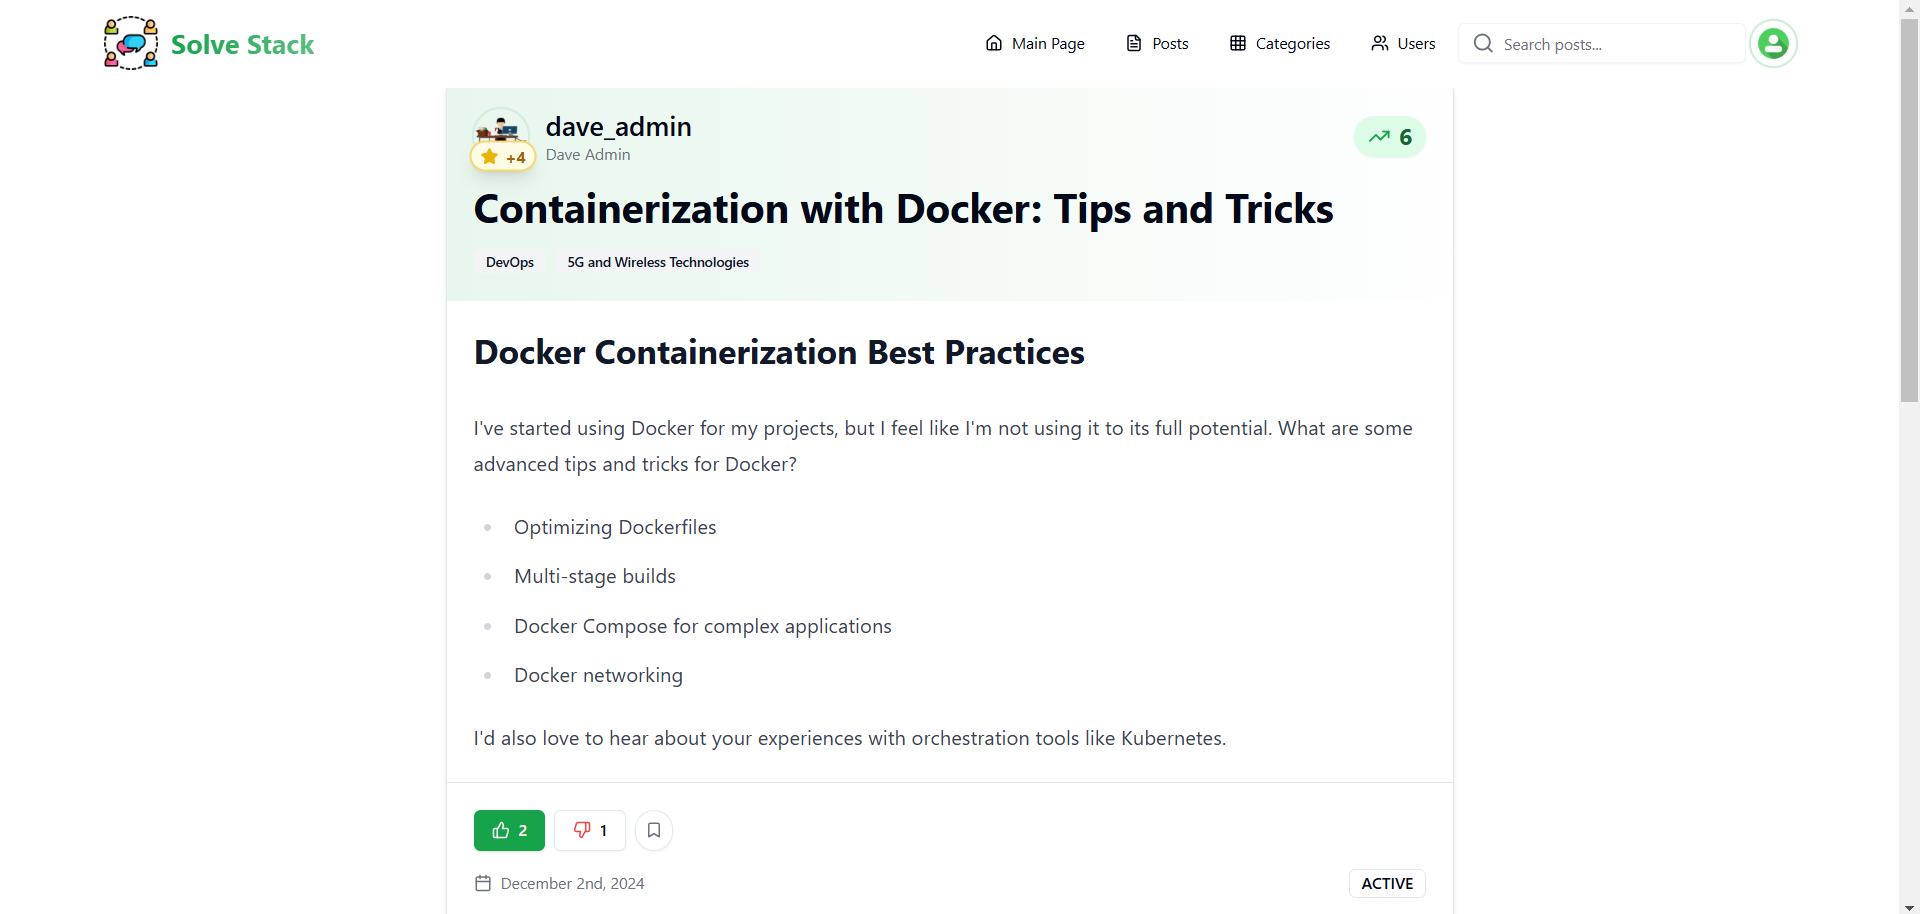 Solve Stack
Main Page
Posts
Categories
Users
Search posts...
dave_admin
+4
Dave Admin
6
Containerization with Docker: Tips and Tricks
DevOps
5G and Wireless Technologies
Docker Containerization Best Practices
I've started using Docker for my projects, but I feel like I'm not using it to its full potential. What are some
advanced tips and tricks for Docker?
Optimizing Dockerfiles
Multi-stage builds
Docker Compose for complex applications
Docker networking
I'd also love to hear about your experiences with orchestration tools like Kubernetes.
2
1
December 2nd, 2024
ACTIVE